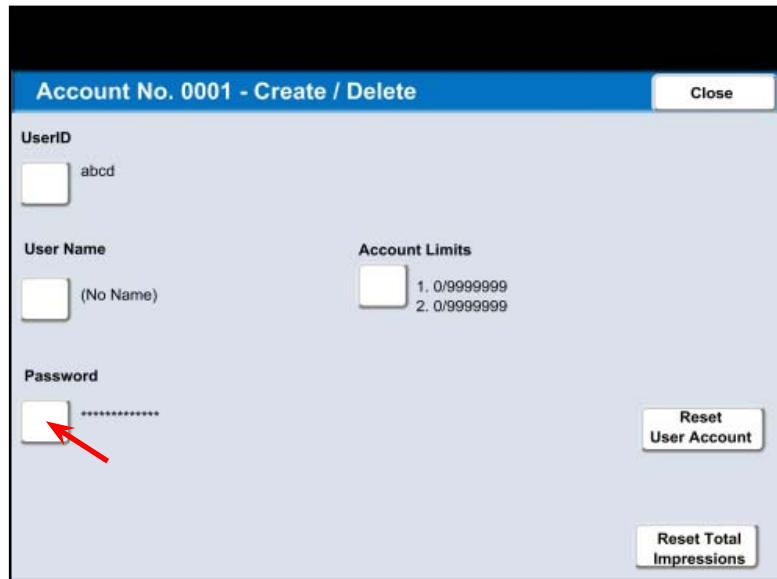 Account No. 0001 - Create / Delete
Close
UserID
abcd
User Name
(No Name)
Account Limits
1. 0/9999999
2. 0/9999999
Password
*************
Reset
User Account
Reset Total
Impressions